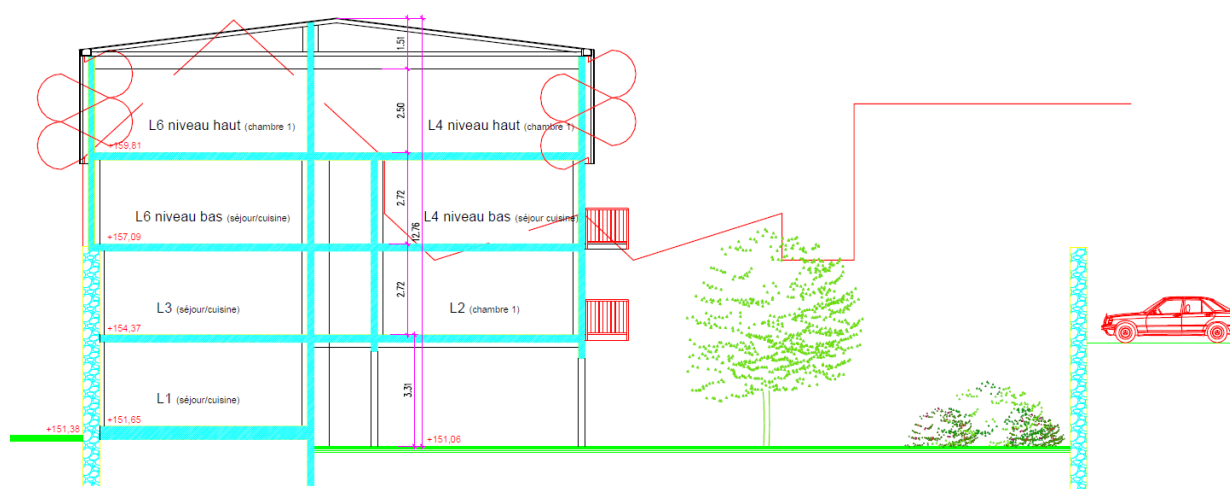 1.51
2.50
L6 niveau haut (chambre 1)
L4 niveau haut (chambre 1)
+159,81
2.72
12.76
L6 niveau bas (séjour/cuisine)
L4 niveau bas (séjour cuisine)
+157,09
2.72
L3 (séjour/cuisine)
L2 (chambre 1)
+154,37
3.31
L1 (séjour/cuisine)
+151,65
+151,38
+151,06